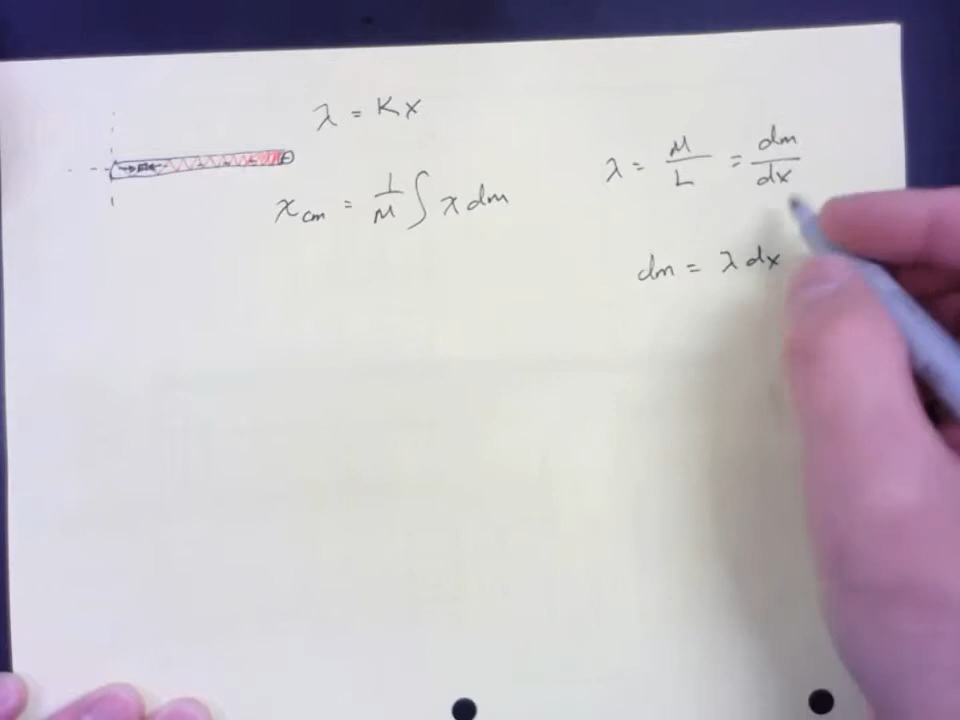 λ = Kx
x_cm = 1/M ∫ x dm
λ = M/L = dm/dx
dm = λ dx